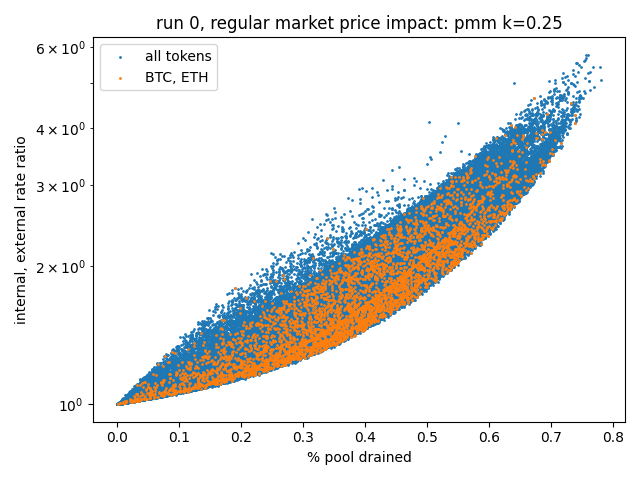 run 0, regular market price impact: pmm k=0.25
all tokens
BTC, ETH
internal, external rate ratio
6 × 10⁰
4 × 10⁰
3 × 10⁰
2 × 10⁰
10⁰
0.0 0.1 0.2 0.3 0.4 0.5 0.6 0.7 0.8
% pool drained